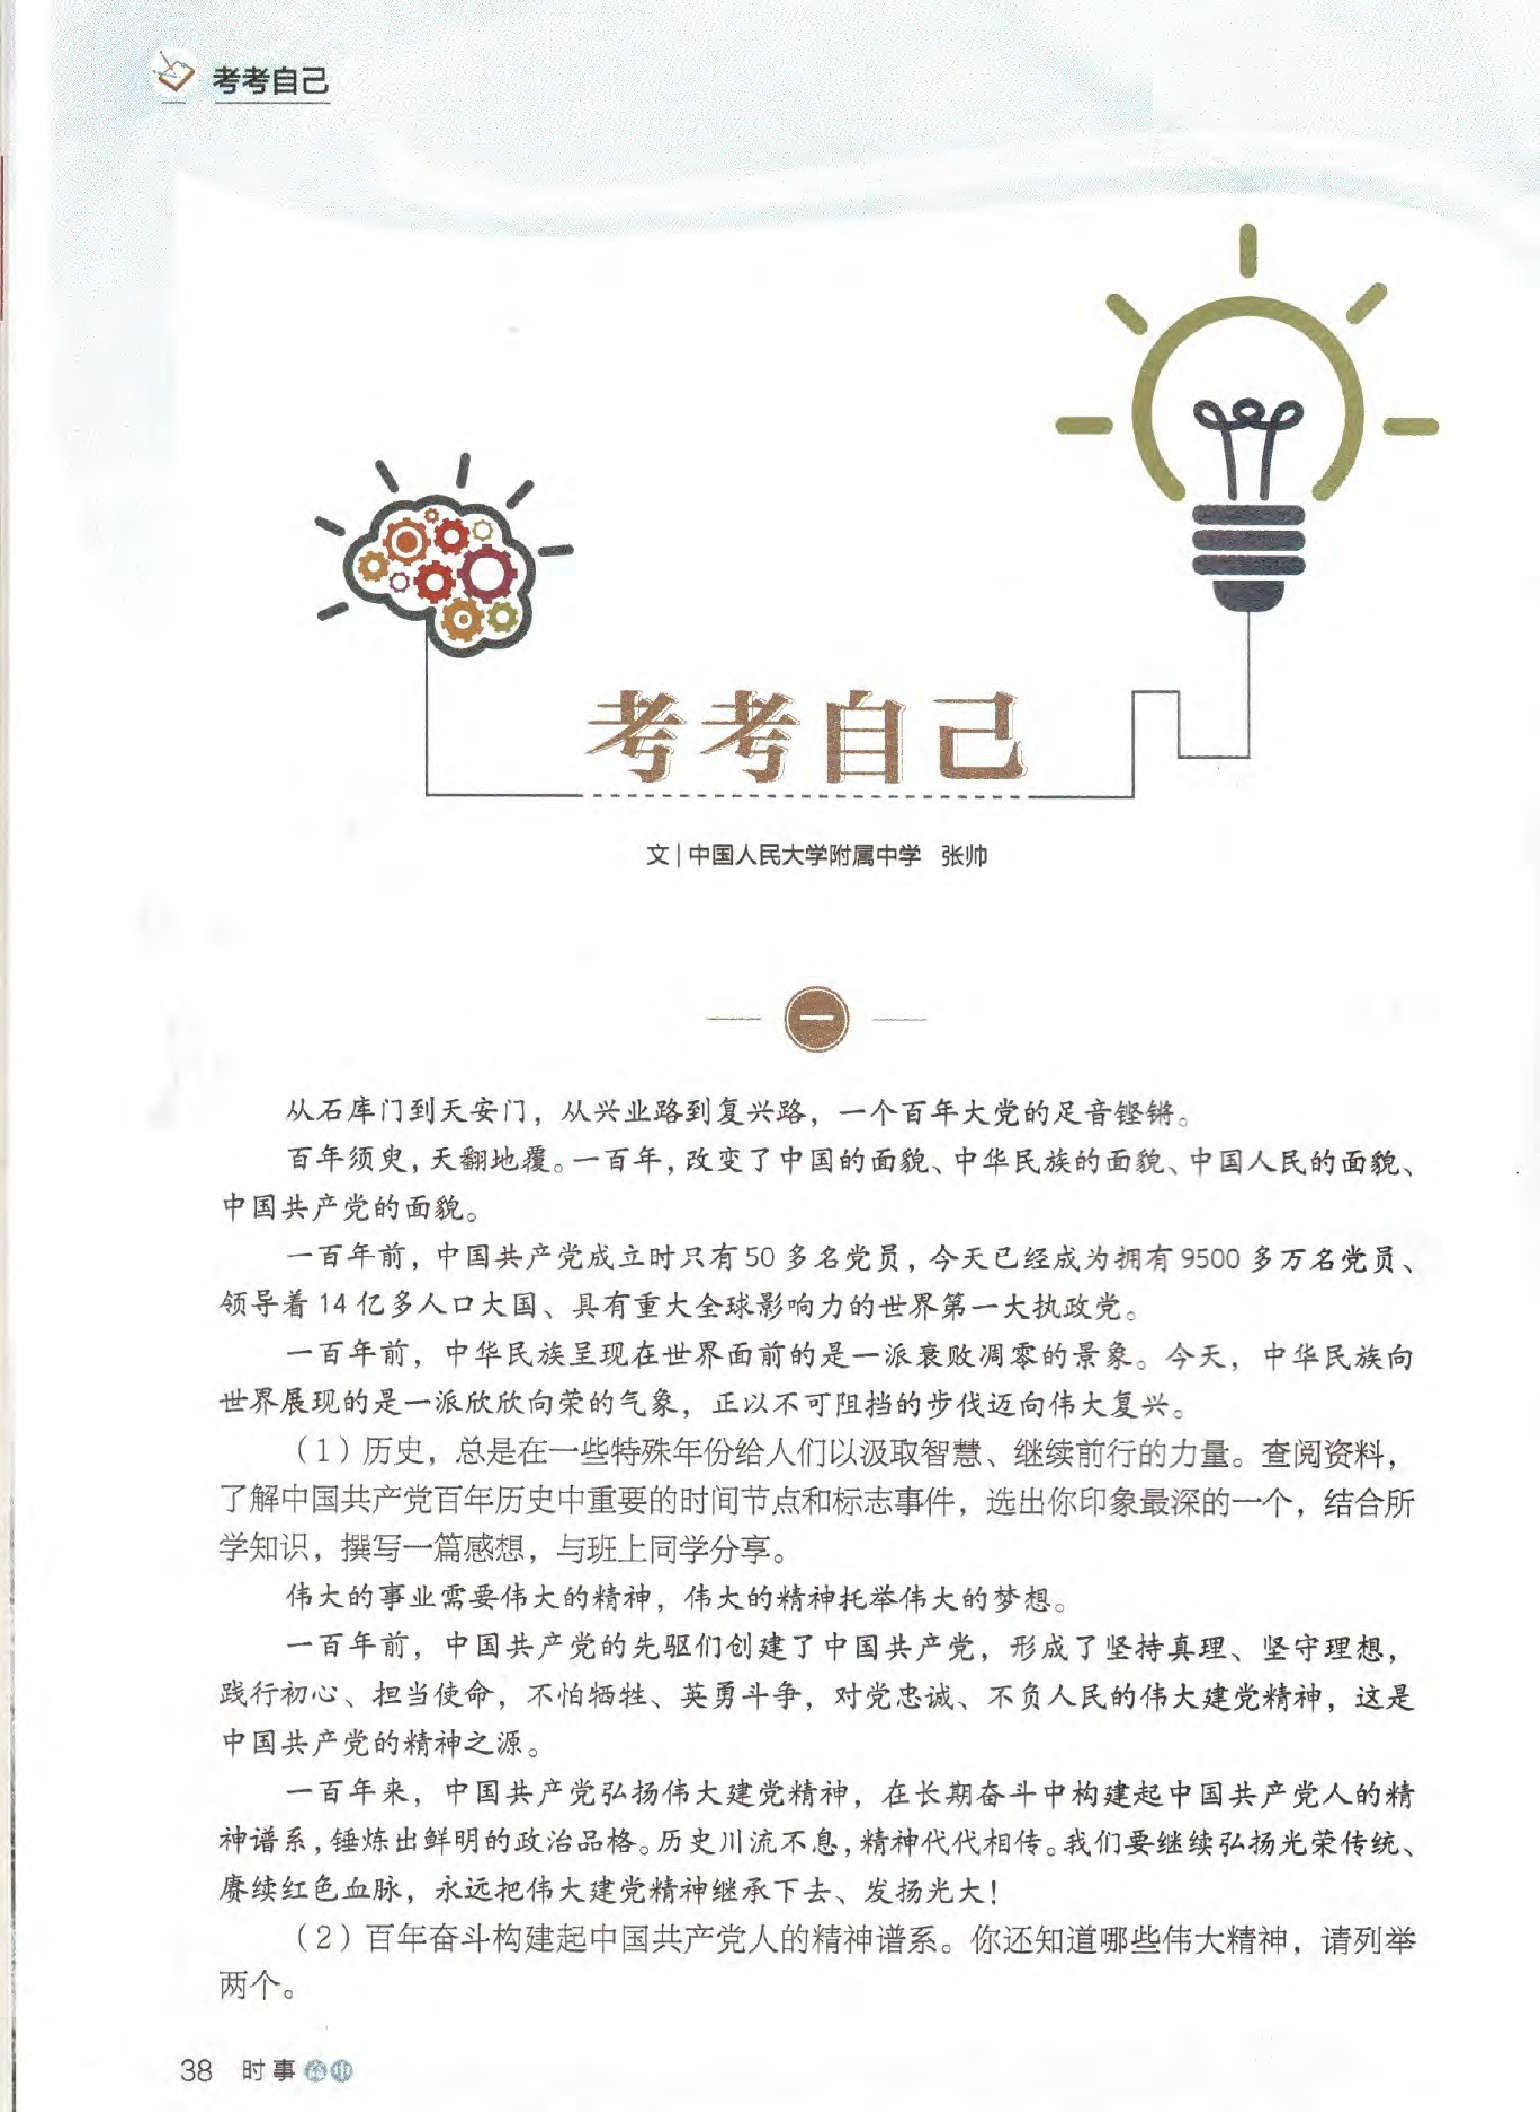 考考自己
考考自己
文|中国人民大学附属中学 张帅
一
从石库门到天安门，从兴业路到复兴路，一个百年大党的足音铿锵。
百年须臾，天翻地覆。一百年，改变了中国的面貌、中华民族的面貌、中国人民的面貌、
中国共产党的面貌。
一百年前，中国共产党成立时只有50多名党员，今天已经成为拥有9500多万名党员、
领导着14亿多人口大国、具有重大全球影响力的世界第一大执政党。
一百年前，中华民族呈现在世界面前的是一派衰败凋零的景象。今天，中华民族向
世界展现的是一派欣欣向荣的气象，正以不可阻挡的步伐迈向伟大复兴。
（1）历史，总是在一些特殊年份给人们以汲取智慧、继续前行的力量。查阅资料，
了解中国共产党百年历史中重要的时间节点和标志事件，选出你印象最深的一个，结合所
学知识，撰写一篇感想，与班上同学分享。
伟大的事业需要伟大的精神，伟大的精神托举伟大的梦想。
一百年前，中国共产党的先驱们创建了中国共产党，形成了坚持真理、坚守理想，
践行初心、担当使命，不怕牺牲、英勇斗争，对党忠诚、不负人民的伟大建党精神，这是
中国共产党的精神之源。
一百年来，中国共产党弘扬伟大建党精神，在长期奋斗中构建起中国共产党人的精
神谱系，锤炼出鲜明的政治品格。历史川流不息，精神代代相传。我们要继续弘扬光荣传统、
赓续红色血脉，永远把伟大建党精神继承下去、发扬光大！
（2）百年奋斗构建起中国共产党人的精神谱系。你还知道哪些伟大精神，请列举
两个。
38 时事高中